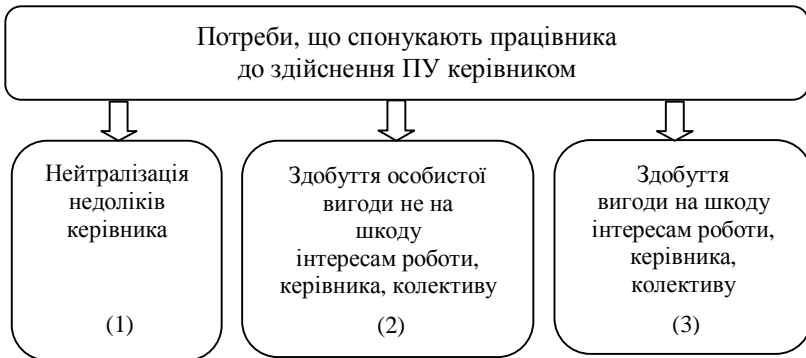 Потреби, що спонукають працівника
до здійснення ПУ керівником
Нейтралізація
недоліків
керівника
(1)
Здобуття особистої
вигоди не на
шкоду
інтересам роботи,
керівника, колективу
(2)
Здобуття
вигоди на шкоду
інтересам роботи,
керівника,
колективу
(3)